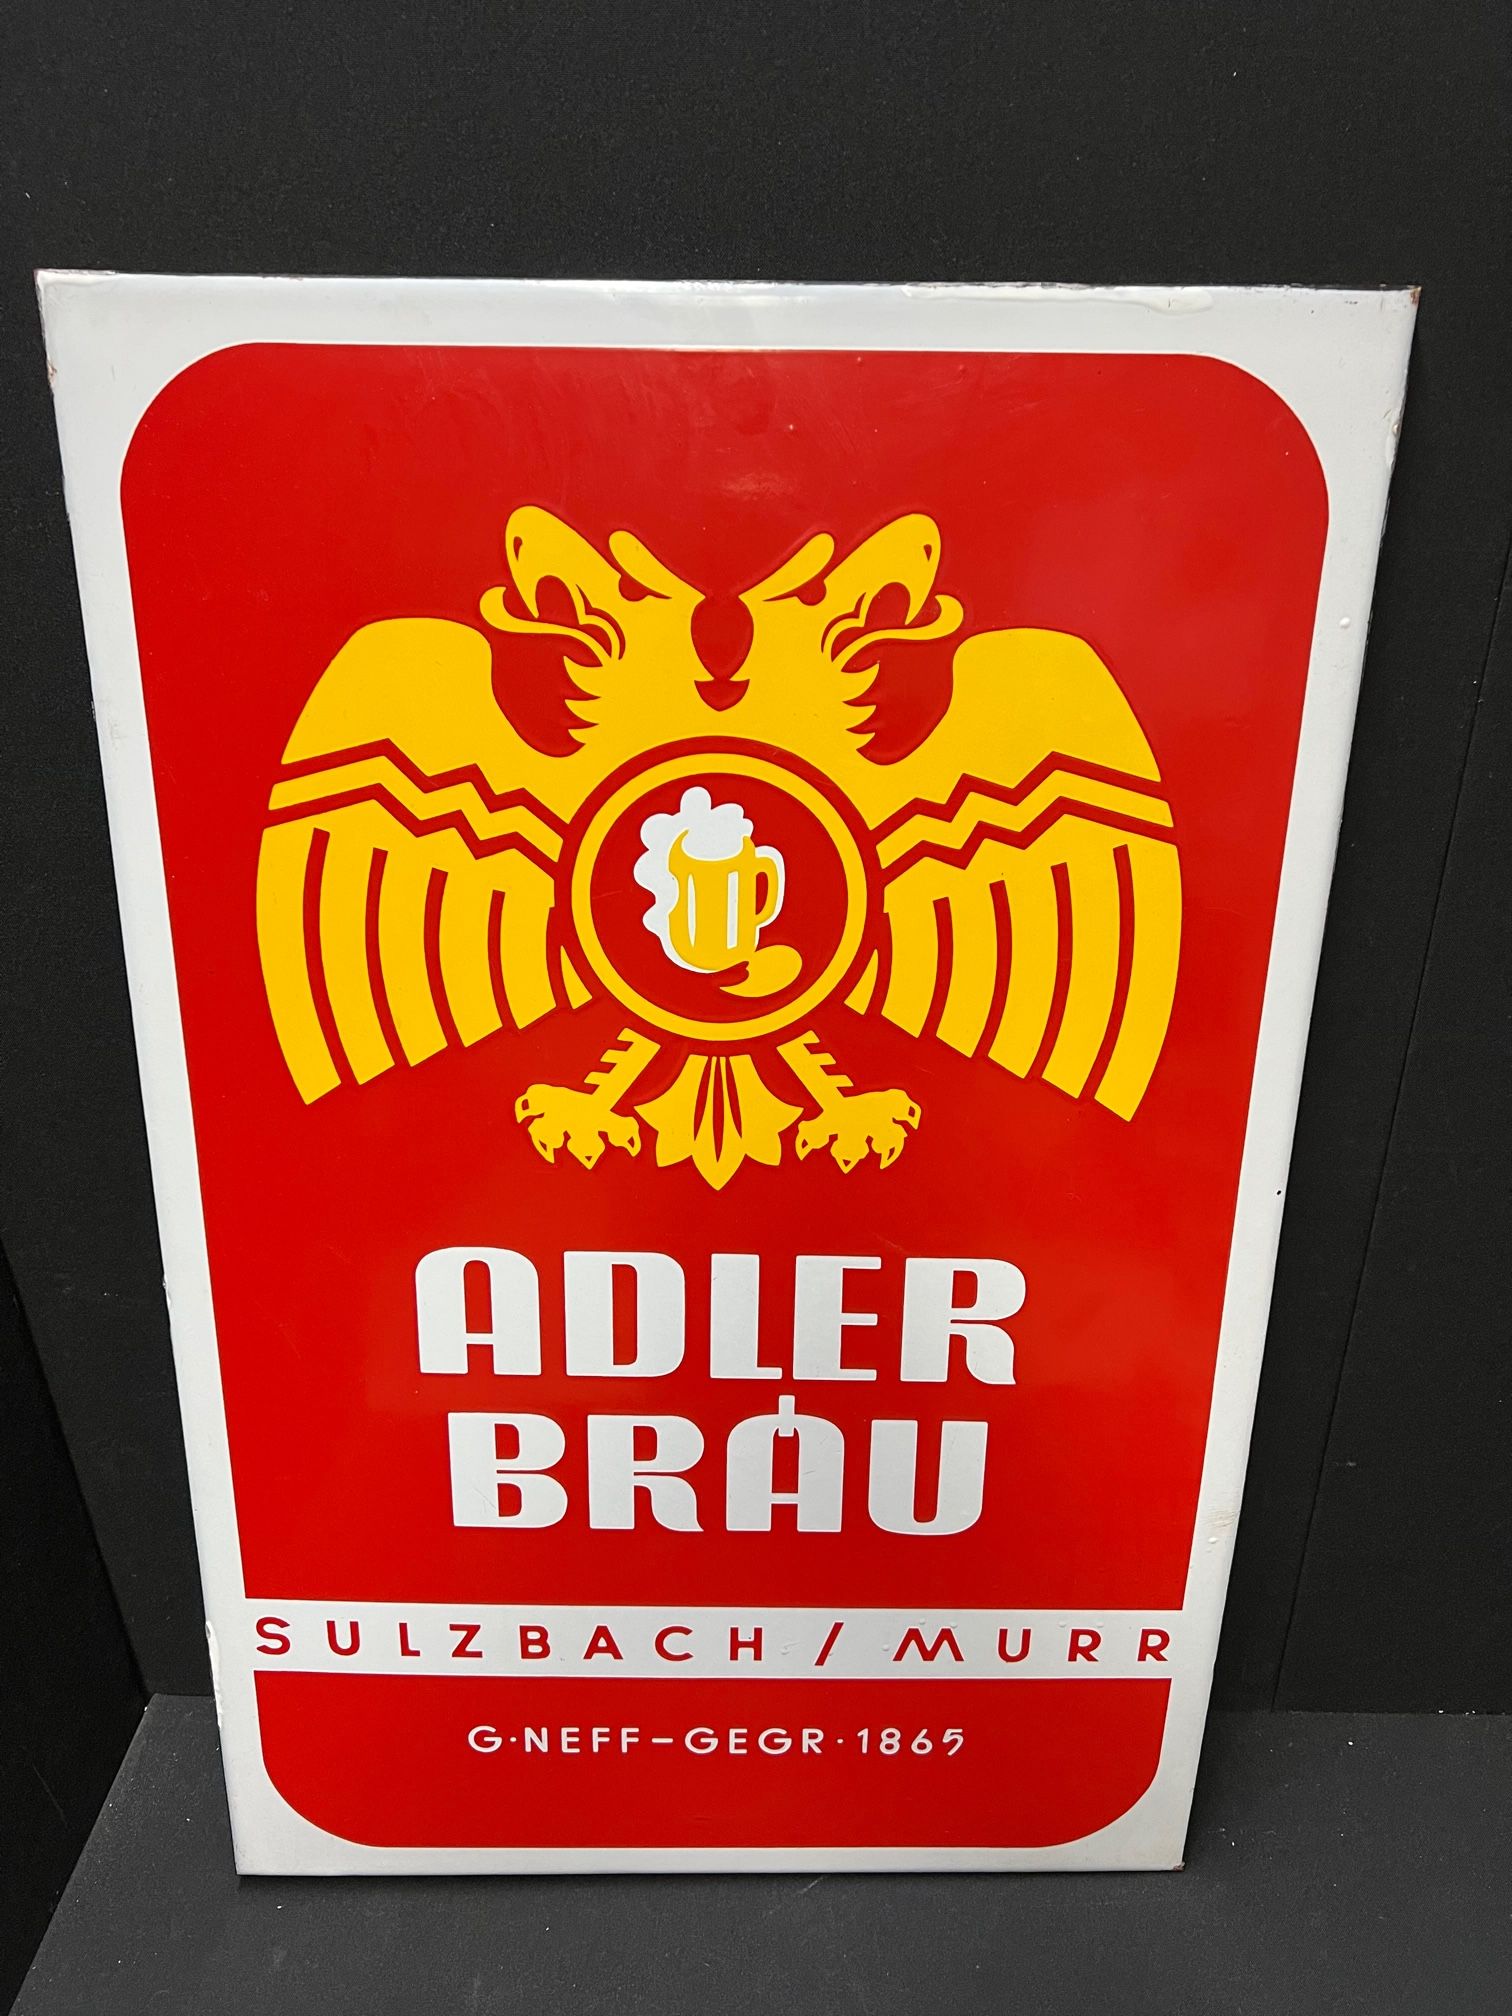 ADLER
BRÄU
SULZBACH/MURR
G·NEFF-GEGR·1865